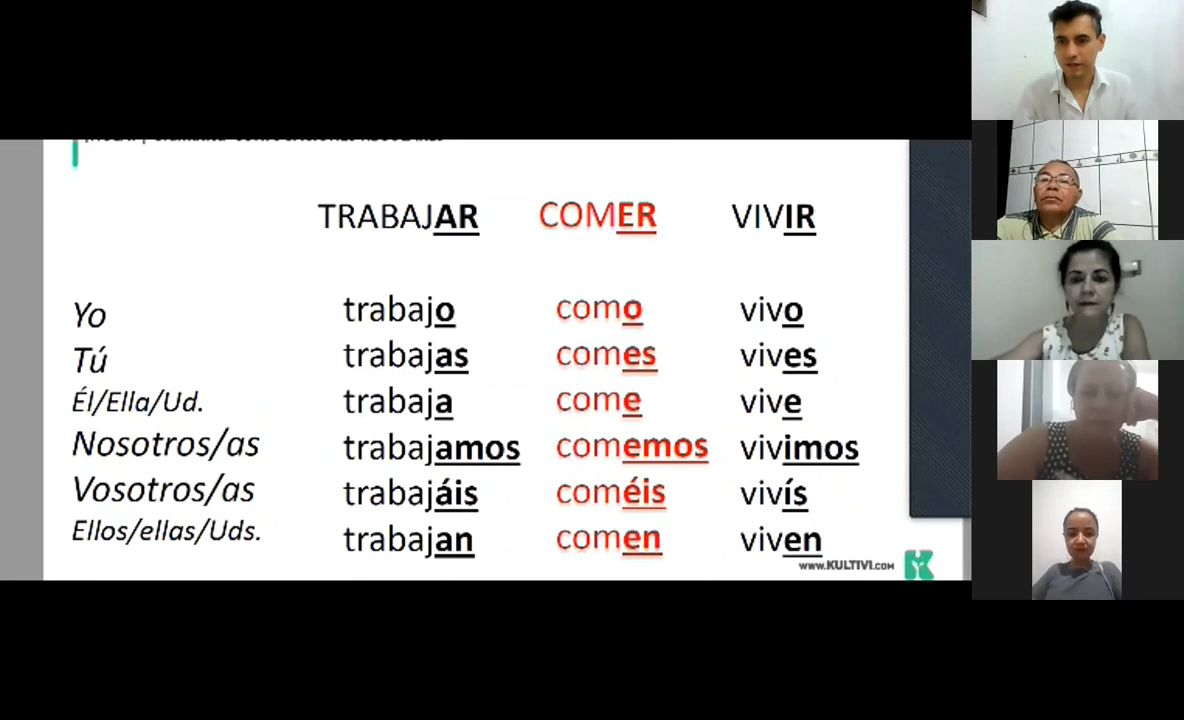 TRABAJAR COMER VIVIR
Yo trabajo como vivo
Tú trabajas comes vives
Él/Ella/Ud. trabaja come vive
Nosotros/as trabajamos comemos vivimos
Vosotros/as trabajáis coméis vivís
Ellos/ellas/Uds. trabajan comen viven
www.KULTIVI.COM